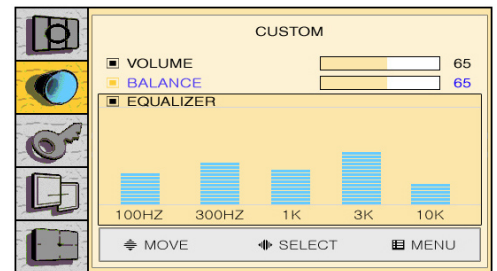 CUSTOM
VOLUME 65
BALANCE 65
EQUALIZER
100HZ 300HZ 1K 3K 10K
MOVE SELECT MENU